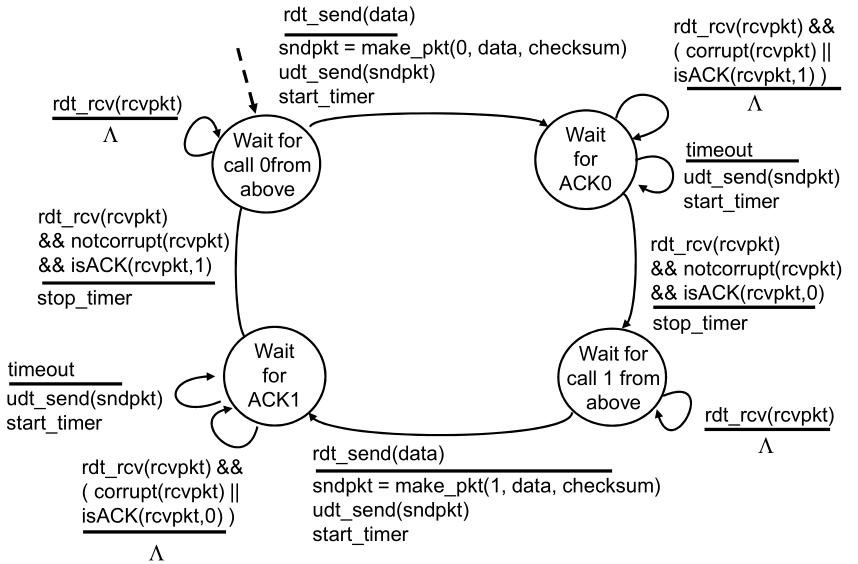 rdt_send(data)
sndpkt = make_pkt(0, data, checksum)
udt_send(sndpkt)
start_timer
rdt_rcv(rcvpkt) &&
( corrupt(rcvpkt) ||
isACK(rcvpkt,1) )
Λ
rdt_rcv(rcvpkt)
Λ
Wait for
call 0from
above
Wait
for
ACK0
timeout
udt_send(sndpkt)
start_timer
rdt_rcv(rcvpkt)
&& notcorrupt(rcvpkt)
&& isACK(rcvpkt,1)
stop_timer
rdt_rcv(rcvpkt)
&& notcorrupt(rcvpkt)
&& isACK(rcvpkt,0)
stop_timer
Wait
for
ACK1
Wait for
call 1 from
above
timeout
udt_send(sndpkt)
start_timer
rdt_rcv(rcvpkt)
Λ
rdt_rcv(rcvpkt) &&
( corrupt(rcvpkt) ||
isACK(rcvpkt,0) )
Λ
rdt_send(data)
sndpkt = make_pkt(1, data, checksum)
udt_send(sndpkt)
start_timer